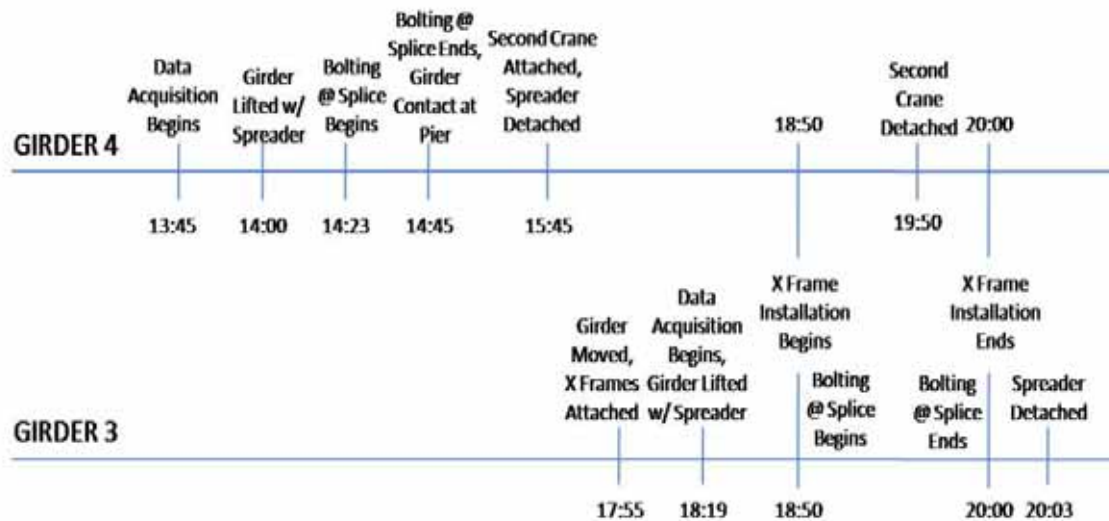 Data
Acquisition
Begins
Girder
Lifted w/
Spreader
Bolting
@ Splice
Begins
Bolting @
Splice Ends,
Girder
Contact at
Pier
Second Crane
Attached,
Spreader
Detached
18:50
Second
Crane
Detached
20:00
GIRDER 4
13:45
14:00
14:23
14:45
15:45
19:50
Girder
Moved,
X Frames
Attached
Data
Acquisition
Begins,
Girder Lifted
w/ Spreader
X Frame
Installation
Begins
Bolting
@ Splice
Begins
Bolting
@ Splice
Ends
X Frame
Installation
Ends
Spreader
Detached
GIRDER 3
17:55
18:19
18:50
20:00
20:03